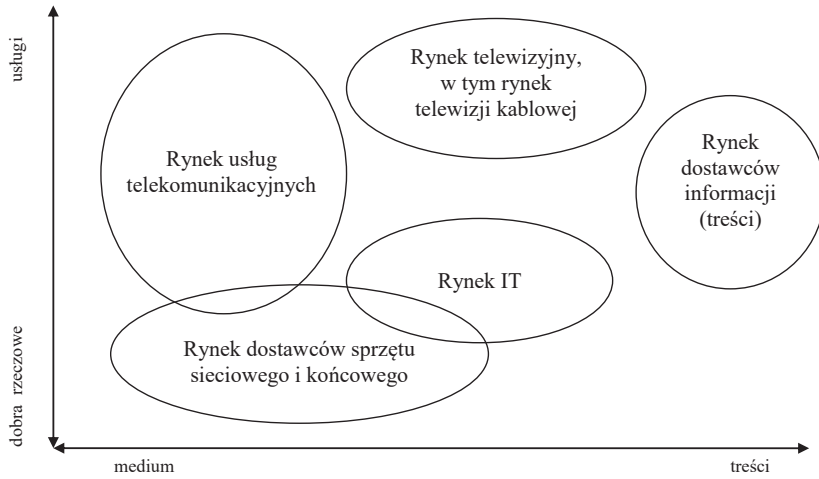 usługi
Rynek telewizyjny,
w tym rynek
telewizji kablowej
Rynek usług
telekomunikacyjnych
Rynek
dostawców
informacji
(treści)
Rynek IT
Rynek dostawców sprzętu
sieciowego i końcowego
dobra rzeczowe
medium
treści